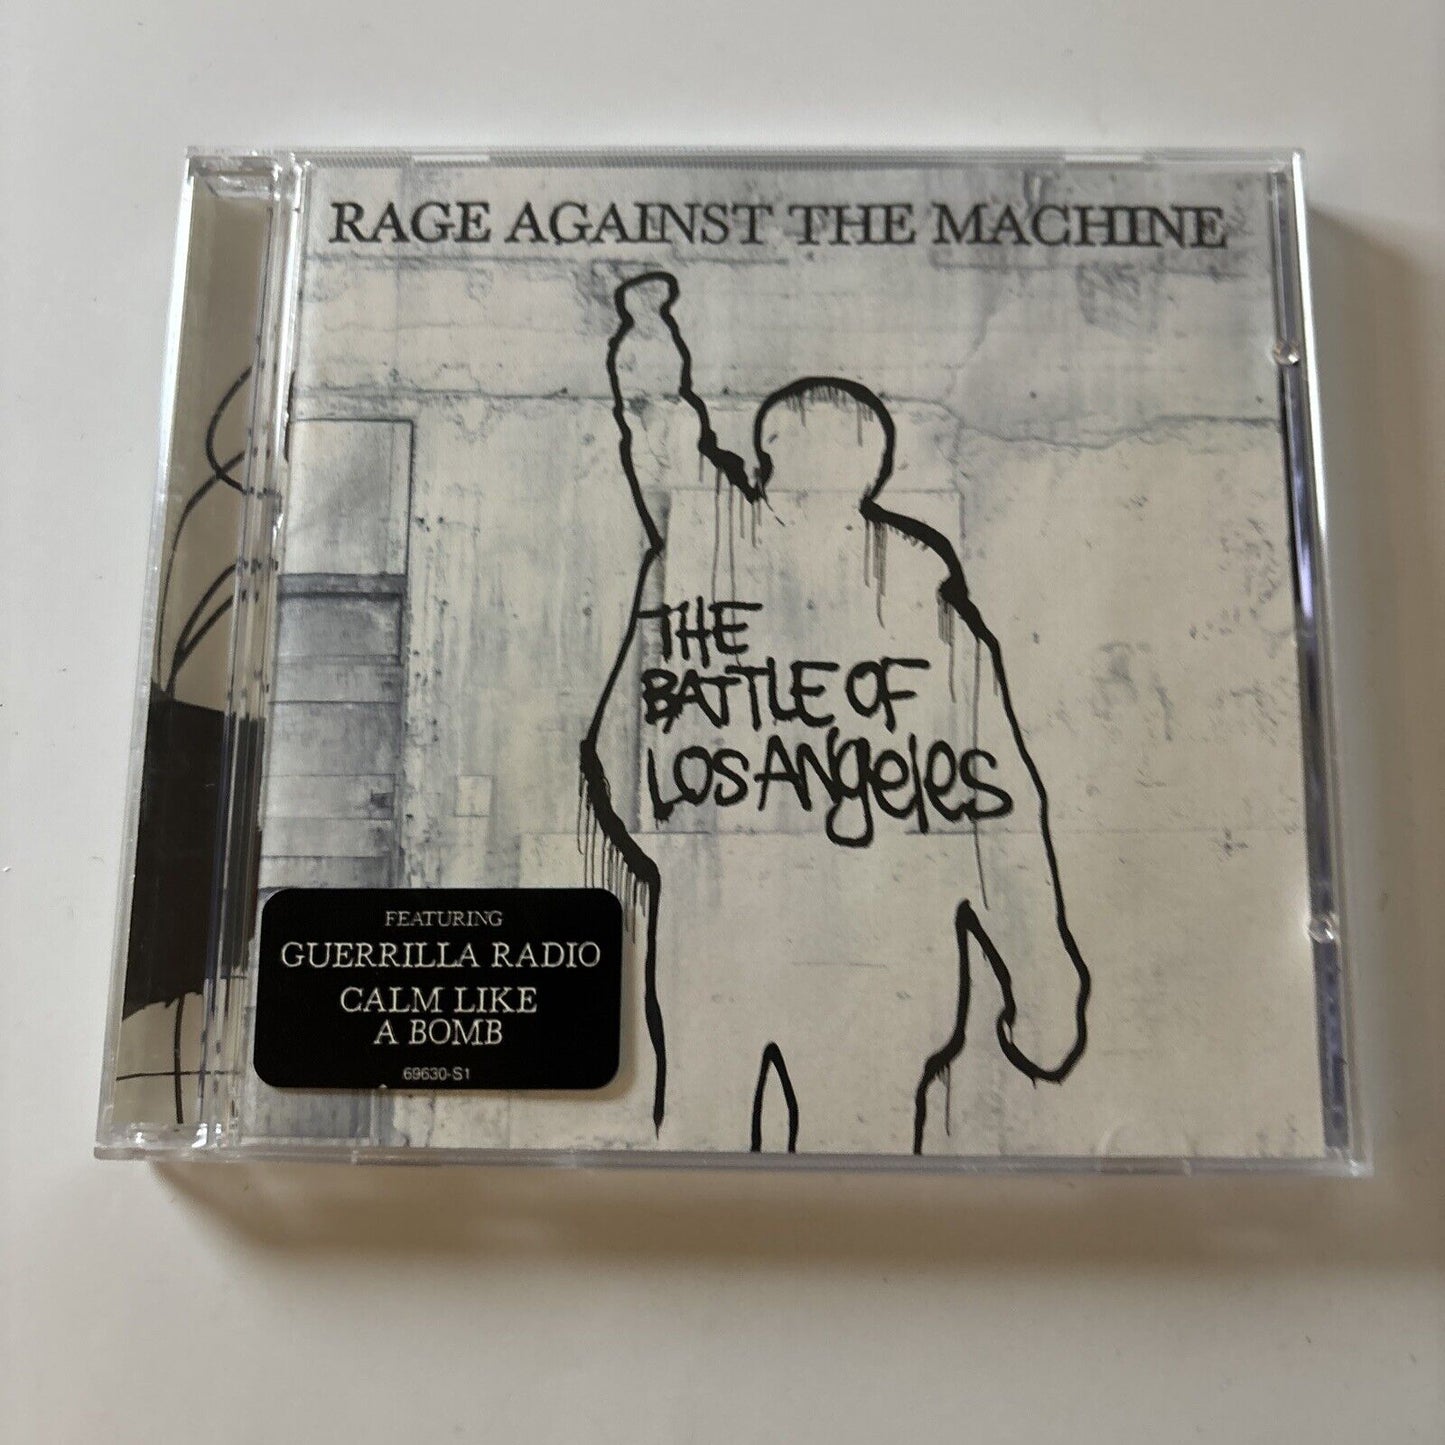 RAGE AGAINST THE MACHINE
THE
BATTLE OF
LOS ANgeles
FEATURING
GUERRILLA RADIO
CALM LIKE
A BOMB
69630-S1